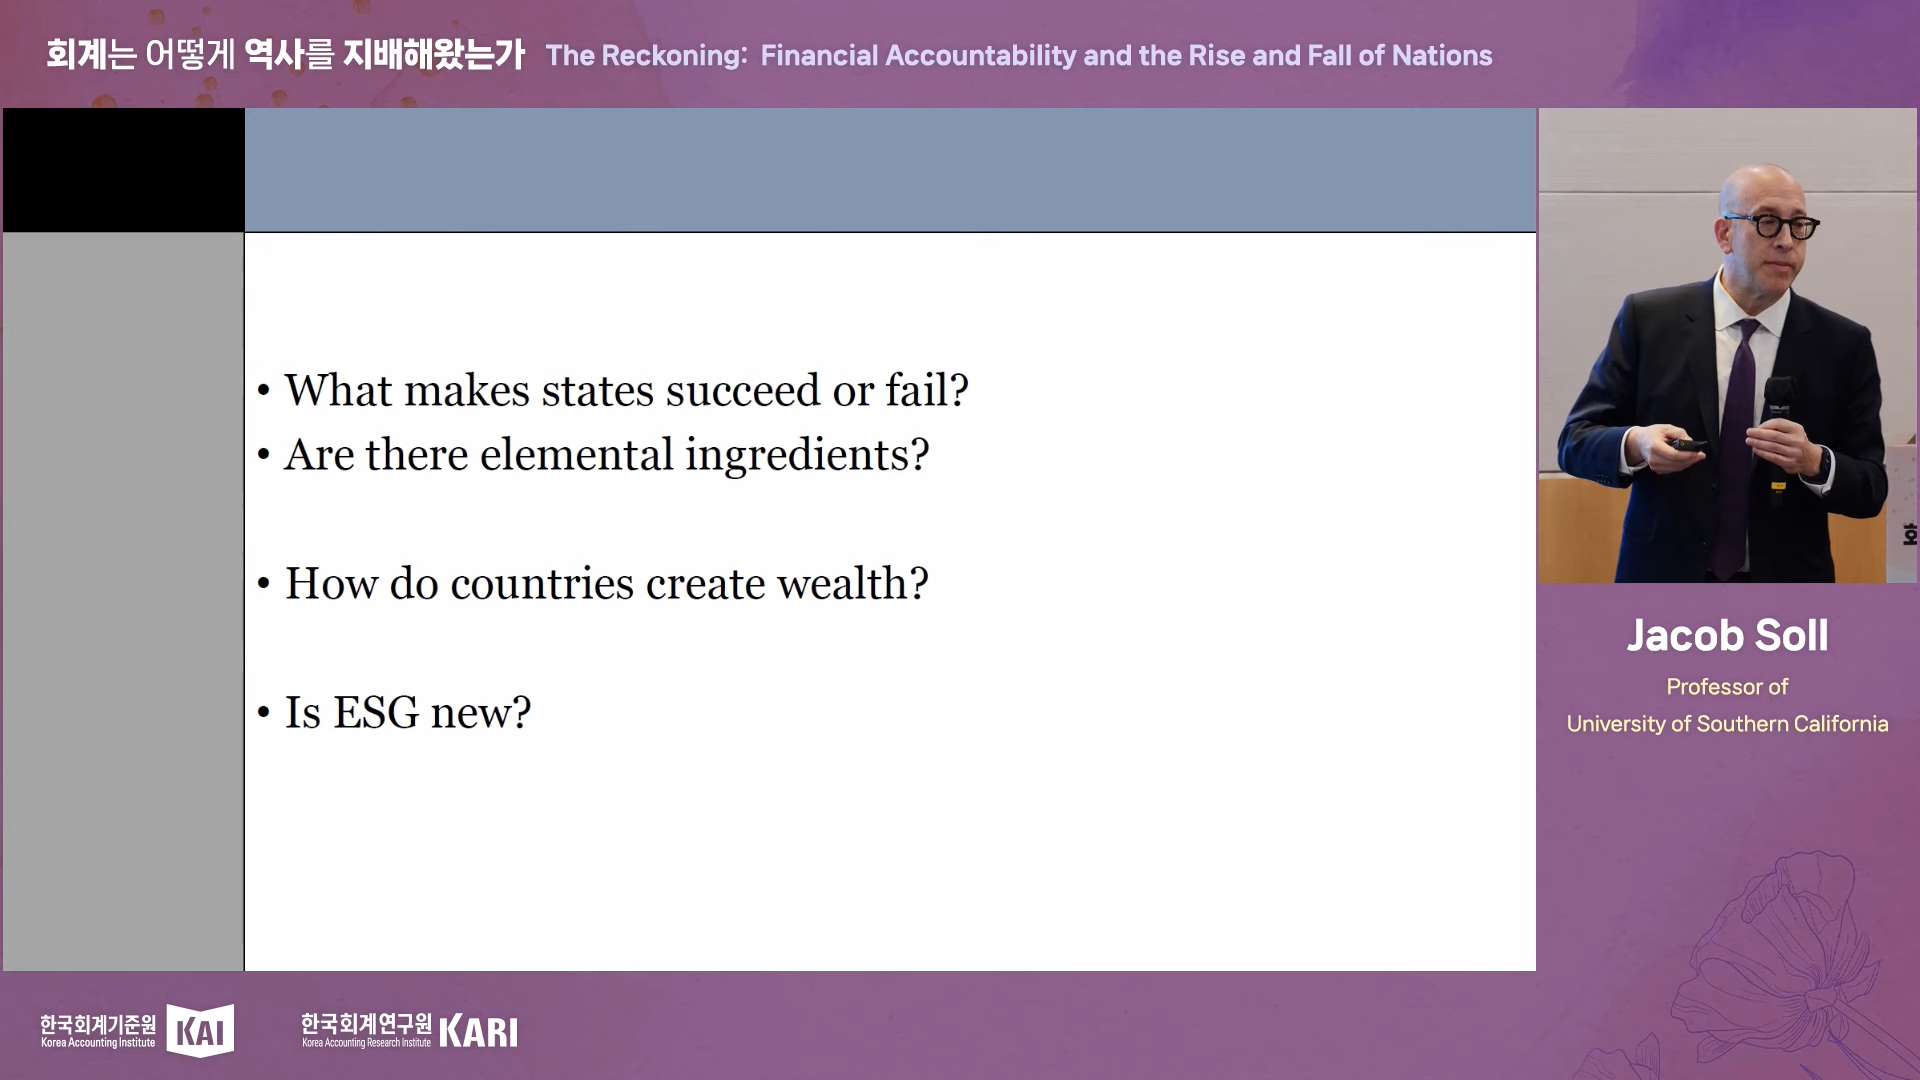 회계는 어떻게 역사를 지배해왔는가 The Reckoning: Financial Accountability and the Rise and Fall of Nations
• What makes states succeed or fail?
• Are there elemental ingredients?
• How do countries create wealth?
• Is ESG new?
Jacob Soll
Professor of
University of Southern California
한국회계기준원 KAI
Korea Accounting Institute
한국회계연구원 KARI
Korea Accounting Research Institute